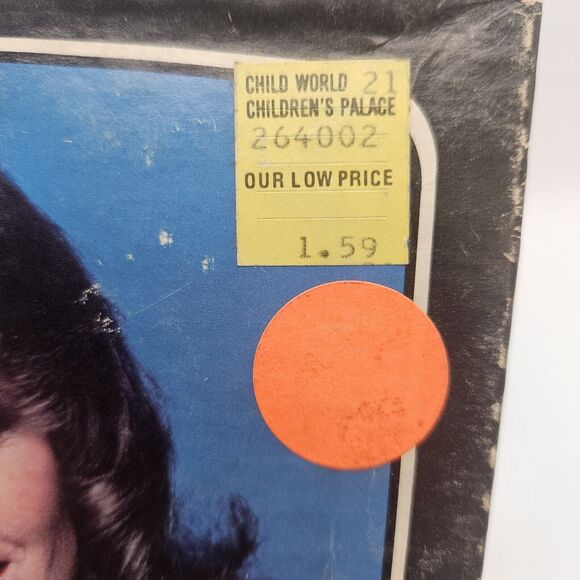 CHILD WORLD 21
CHILDREN'S PALACE
264002
OUR LOW PRICE
1.59